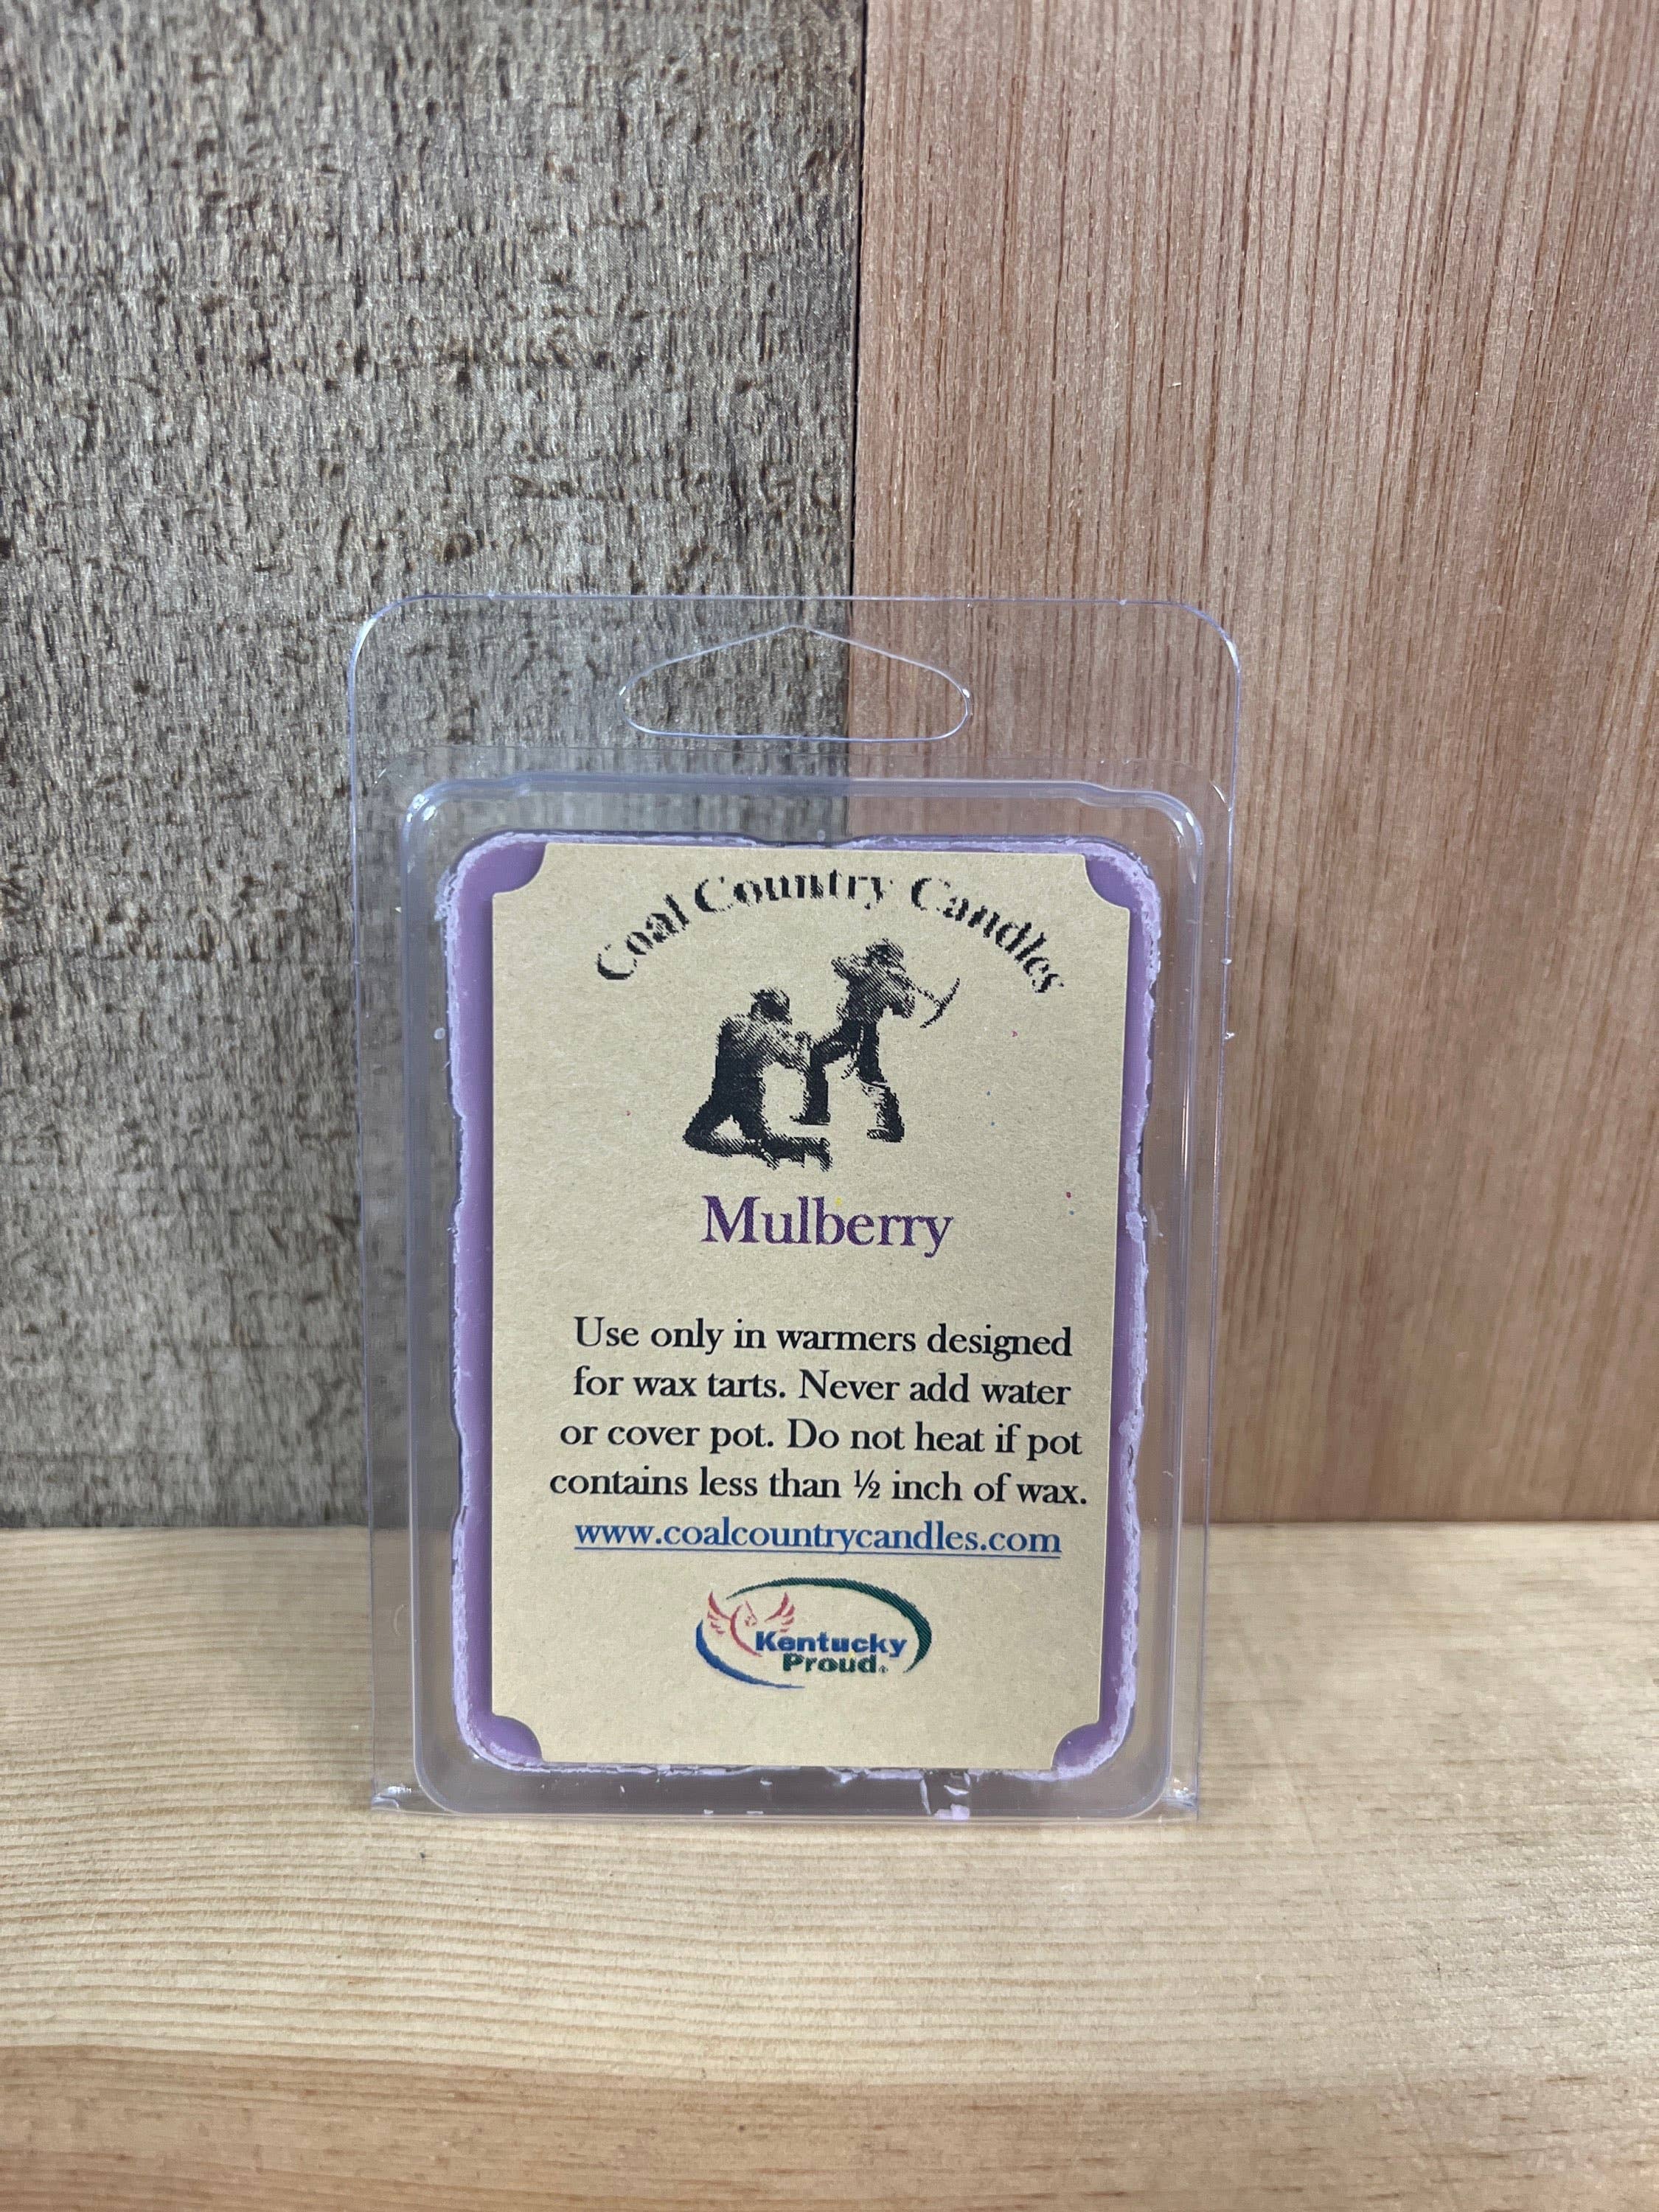 Coal Country Candles
Mulberry
Use only in warmers designed
for wax tarts. Never add water
or cover pot. Do not heat if pot
contains less than ½ inch of wax.
www.coalcountrycandles.com
Kentucky
Proud®